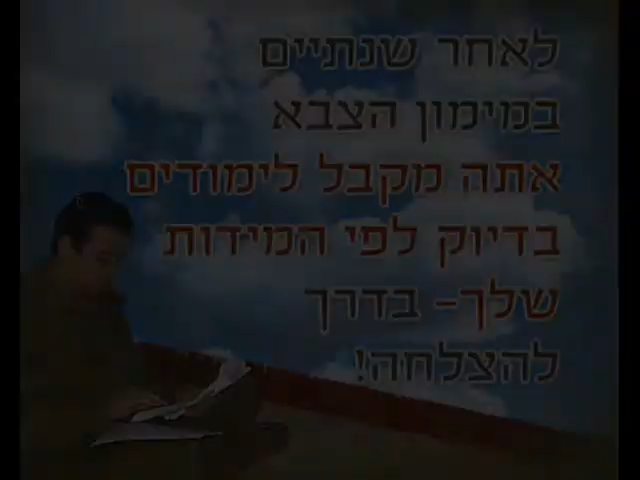 לאחר שנתיים
במימון הצבא
אתה מקבל לימודים
בדיוק לפי המידות
שלך- בדרך
להצלחה!